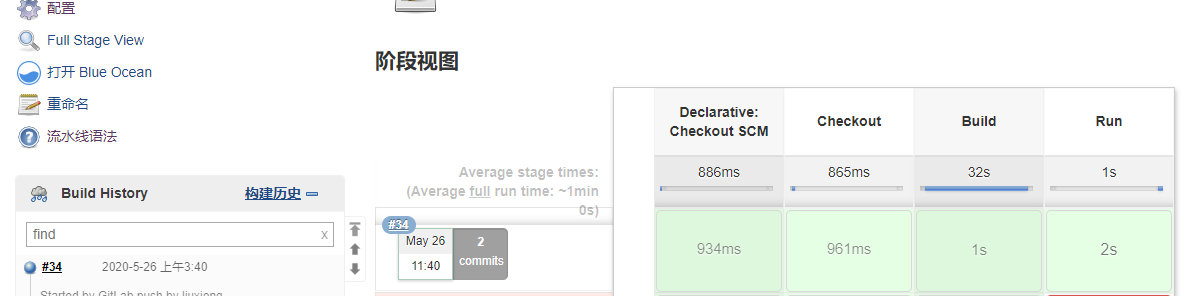 配置
Full Stage View
打开 Blue Ocean
重命名
流水线语法
Build History
构建历史
find
x
#34
2020-5-26 上午3:40
Started by GitLab push by liuxiong
阶段视图
Average stage times:
(Average full run time: ~1min
0s)
Declarative:
Checkout SCM
Checkout
Build
Run
886ms
865ms
32s
1s
#34
May 26
11:40
2
commits
934ms
961ms
1s
2s